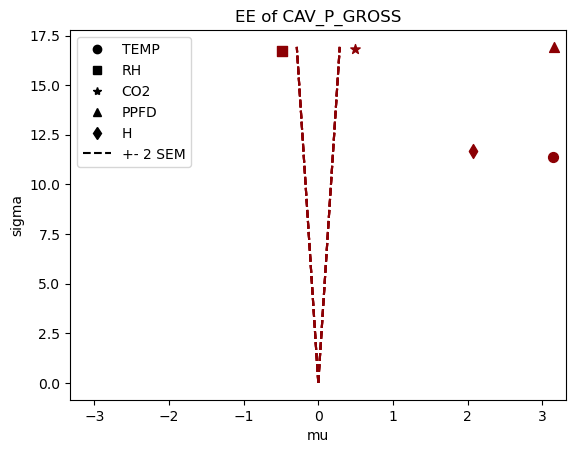 EE of CAV_P_GROSS
17.5
15.0
12.5
10.0
7.5
5.0
2.5
0.0
sigma
TEMP
RH
CO2
PPFD
H
+- 2 SEM
−3
−2
−1
0
1
2
3
mu